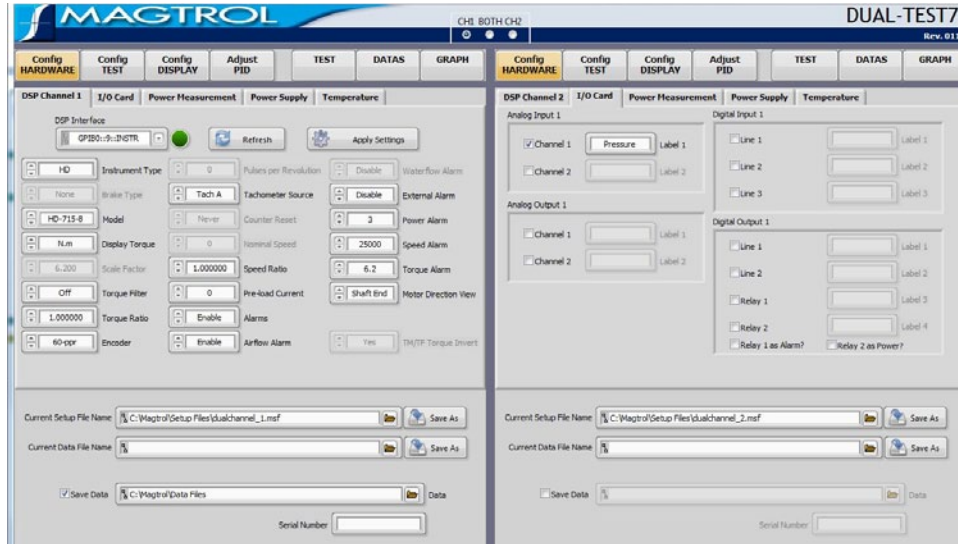 MAGTROL
CH1 BOTH CH2
DUAL-TEST7
Rev. 011
Config HARDWARE
Config TEST
Config DISPLAY
Adjust PID
TEST
DATAS
GRAPH
DSP Channel 1
I/O Card
Power Measurement
Power Supply
Temperature
DSP Interface
GPIB0::9::INSTR
Refresh
Apply Settings
HD Instrument Type
0 Pulses per Revolution
Disable Waterflow Alarm
None Brake Type
Tach A Tachometer Source
Disable External Alarm
HD-715-8 Model
Never Counter Reset
3 Power Alarm
N.m Display Torque
0 Nominal Speed
25000 Speed Alarm
6.200 Scale Factor
1.000000 Speed Ratio
6.2 Torque Alarm
Off Torque Filter
0 Pre-load Current
Shaft End Motor Direction View
1.000000 Torque Ratio
Enable Alarms
60-ppr Encoder
Enable Airflow Alarm
Yes TM/TF Torque Invert
Current Setup File Name C:\Magtrol\Setup Files\dualchannel_1.msf Save As
Current Data File Name Save As
Save Data C:\Magtrol\Data Files Data
Serial Number
Config HARDWARE
Config TEST
Config DISPLAY
Adjust PID
TEST
DATAS
GRAPH
DSP Channel 2
I/O Card
Power Measurement
Power Supply
Temperature
Analog Input 1
Channel 1 Pressure Label 1
Channel 2 Label 2
Analog Output 1
Channel 1 Label 1
Channel 2 Label 2
Digital Input 1
Line 1 Label 1
Line 2 Label 2
Line 3 Label 3
Digital Output 1
Line 1 Label 1
Line 2 Label 2
Relay 1 Label 3
Relay 2 Label 4
Relay 1 as Alarm? Relay 2 as Power?
Current Setup File Name C:\Magtrol\Setup Files\dualchannel_2.msf Save As
Current Data File Name Save As
Save Data Data
Serial Number